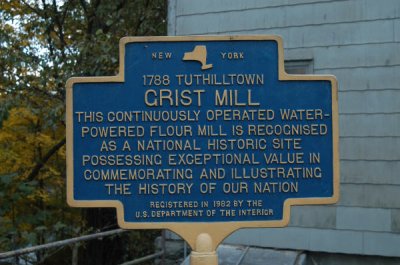 NEW YORK
1788 TUTHILLTOWN
GRIST MILL
THIS CONTINUOUSLY OPERATED WATER-
POWERED FLOUR MILL IS RECOGNISED
AS A NATIONAL HISTORIC SITE
POSSESSING EXCEPTIONAL VALUE IN
COMMEMORATING AND ILLUSTRATING
THE HISTORY OF OUR NATION
REGISTERED IN 1982 BY THE
U.S. DEPARTMENT OF THE INTERIOR